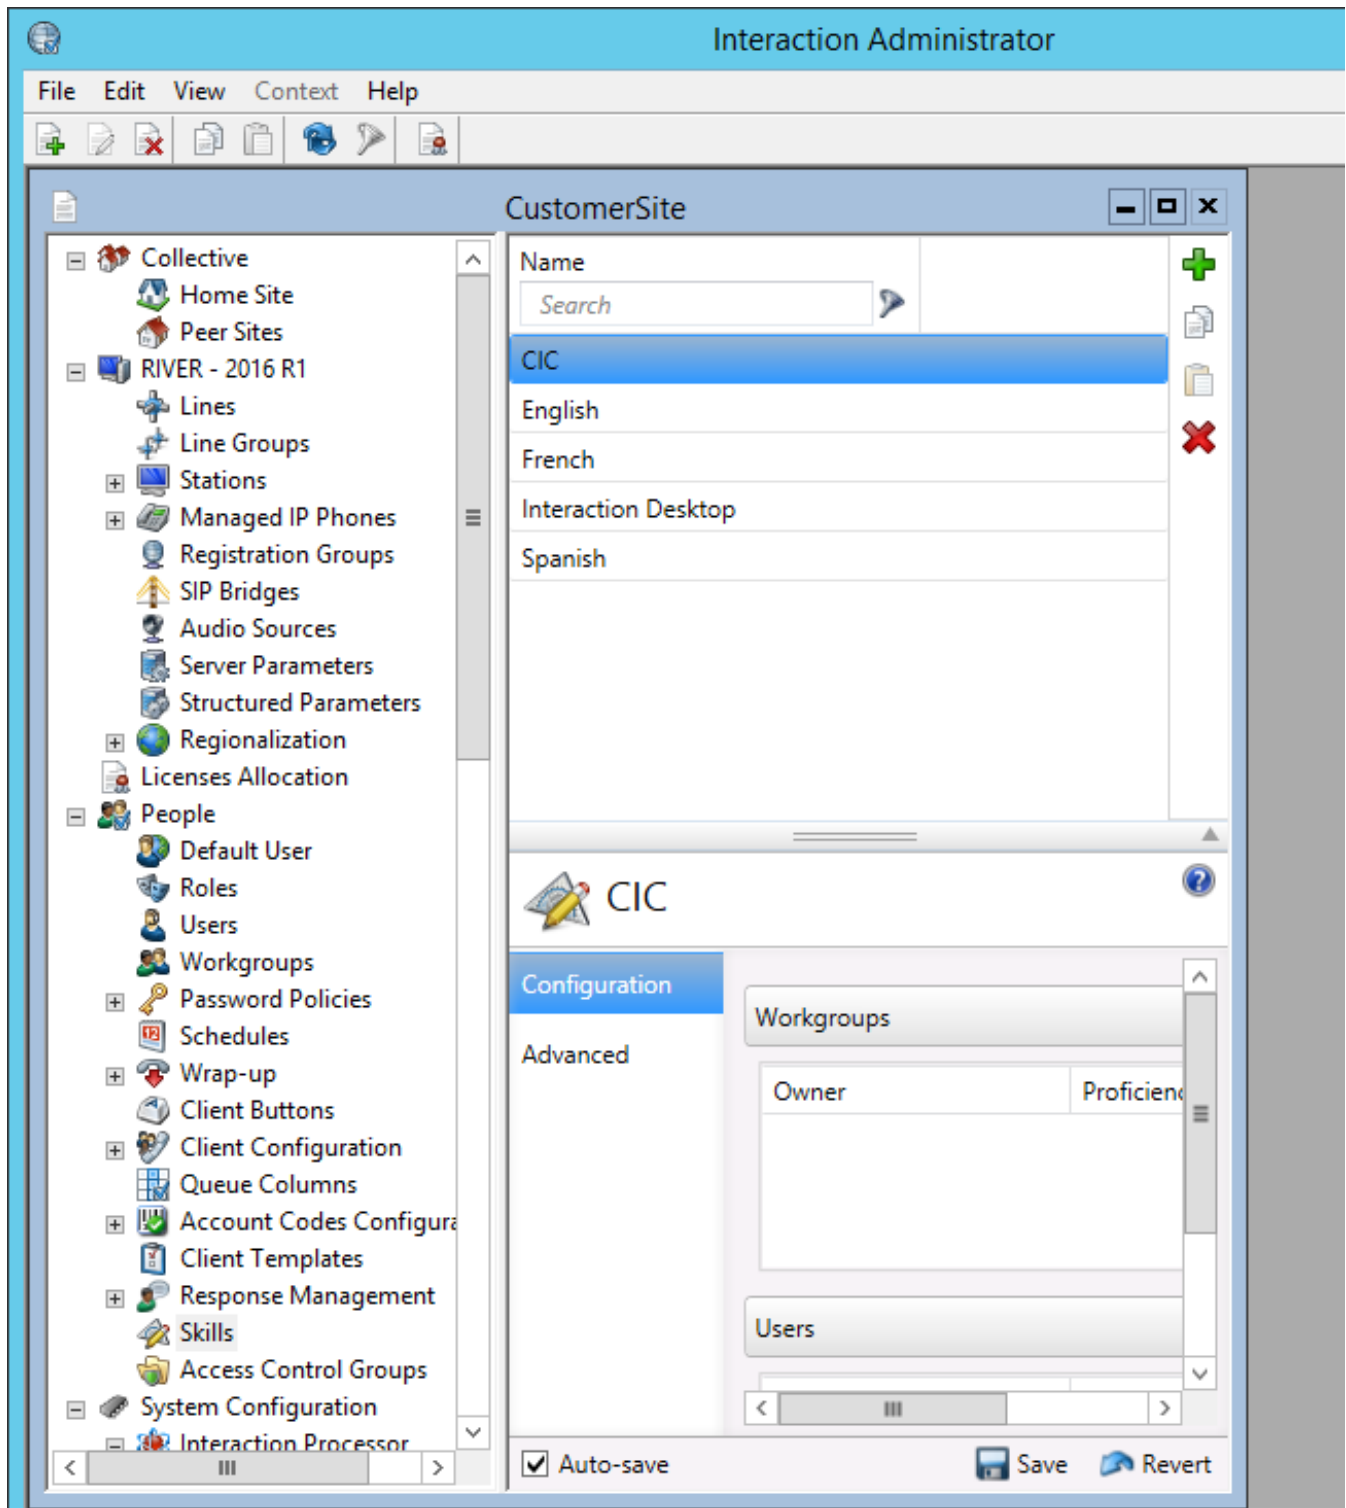 Interaction Administrator
File Edit View Context Help
CustomerSite
Collective
Home Site
Peer Sites
RIVER - 2016 R1
Lines
Line Groups
Stations
Managed IP Phones
Registration Groups
SIP Bridges
Audio Sources
Server Parameters
Structured Parameters
Regionalization
Licenses Allocation
People
Default User
Roles
Users
Workgroups
Password Policies
Schedules
Wrap-up
Client Buttons
Client Configuration
Queue Columns
Account Codes Configura
Client Templates
Response Management
Skills
Access Control Groups
System Configuration
Interaction Processor
Name
Search
CIC
English
French
Interaction Desktop
Spanish
CIC
Configuration
Advanced
Workgroups
Owner Proficienc
Users
Auto-save Save Revert